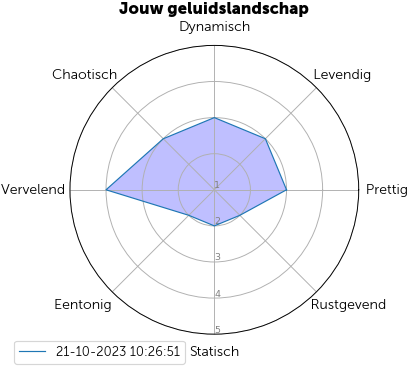 Jouw geluidslandschap
Dynamisch
Chaotisch
Levendig
Vervelend
1
Prettig
2
3
4
Eentonig
Rustgevend
5
21-10-2023 10:26:51
Statisch